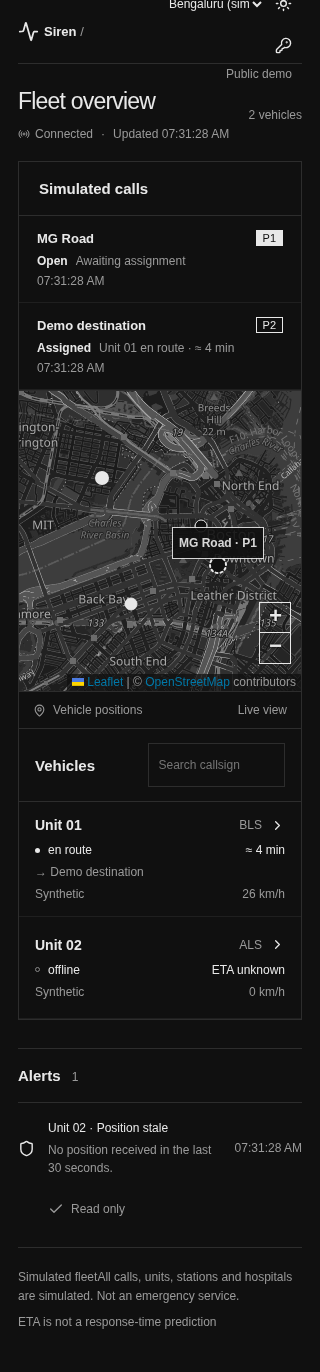 Bengaluru (sim
Siren /
Public demo
Fleet overview
2 vehicles
Connected · Updated 07:31:28 AM
Simulated calls
MG Road P1
Open Awaiting assignment
07:31:28 AM
Demo destination P2
Assigned Unit 01 en route · ≈ 4 min
07:31:28 AM
Breeds
Hill
22 m
19
North End
MIT
Charles
River Basin
MG Road · P1
Back Bay
Leather District
133
134A
South End
+
−
Leaflet | © OpenStreetMap contributors
Vehicle positions Live view
Vehicles Search callsign
Unit 01 BLS
en route ≈ 4 min
→ Demo destination
Synthetic 26 km/h
Unit 02 ALS
offline ETA unknown
Synthetic 0 km/h
Alerts 1
Unit 02 · Position stale
No position received in the last
30 seconds.
07:31:28 AM
Read only
Simulated fleetAll calls, units, stations and hospitals
are simulated. Not an emergency service.
ETA is not a response-time prediction